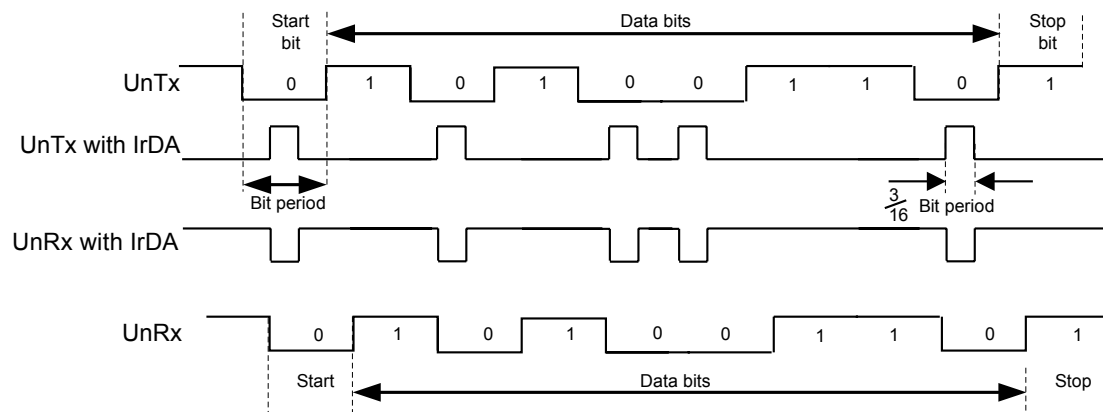 Start
bit
Data bits
Stop
bit
UnTx
0 1 0 1 0 0 1 1 0 1
UnTx with IrDA
Bit period
3/16 Bit period
UnRx with IrDA
UnRx
0 1 0 1 0 0 1 1 0 1
Start
Data bits
Stop